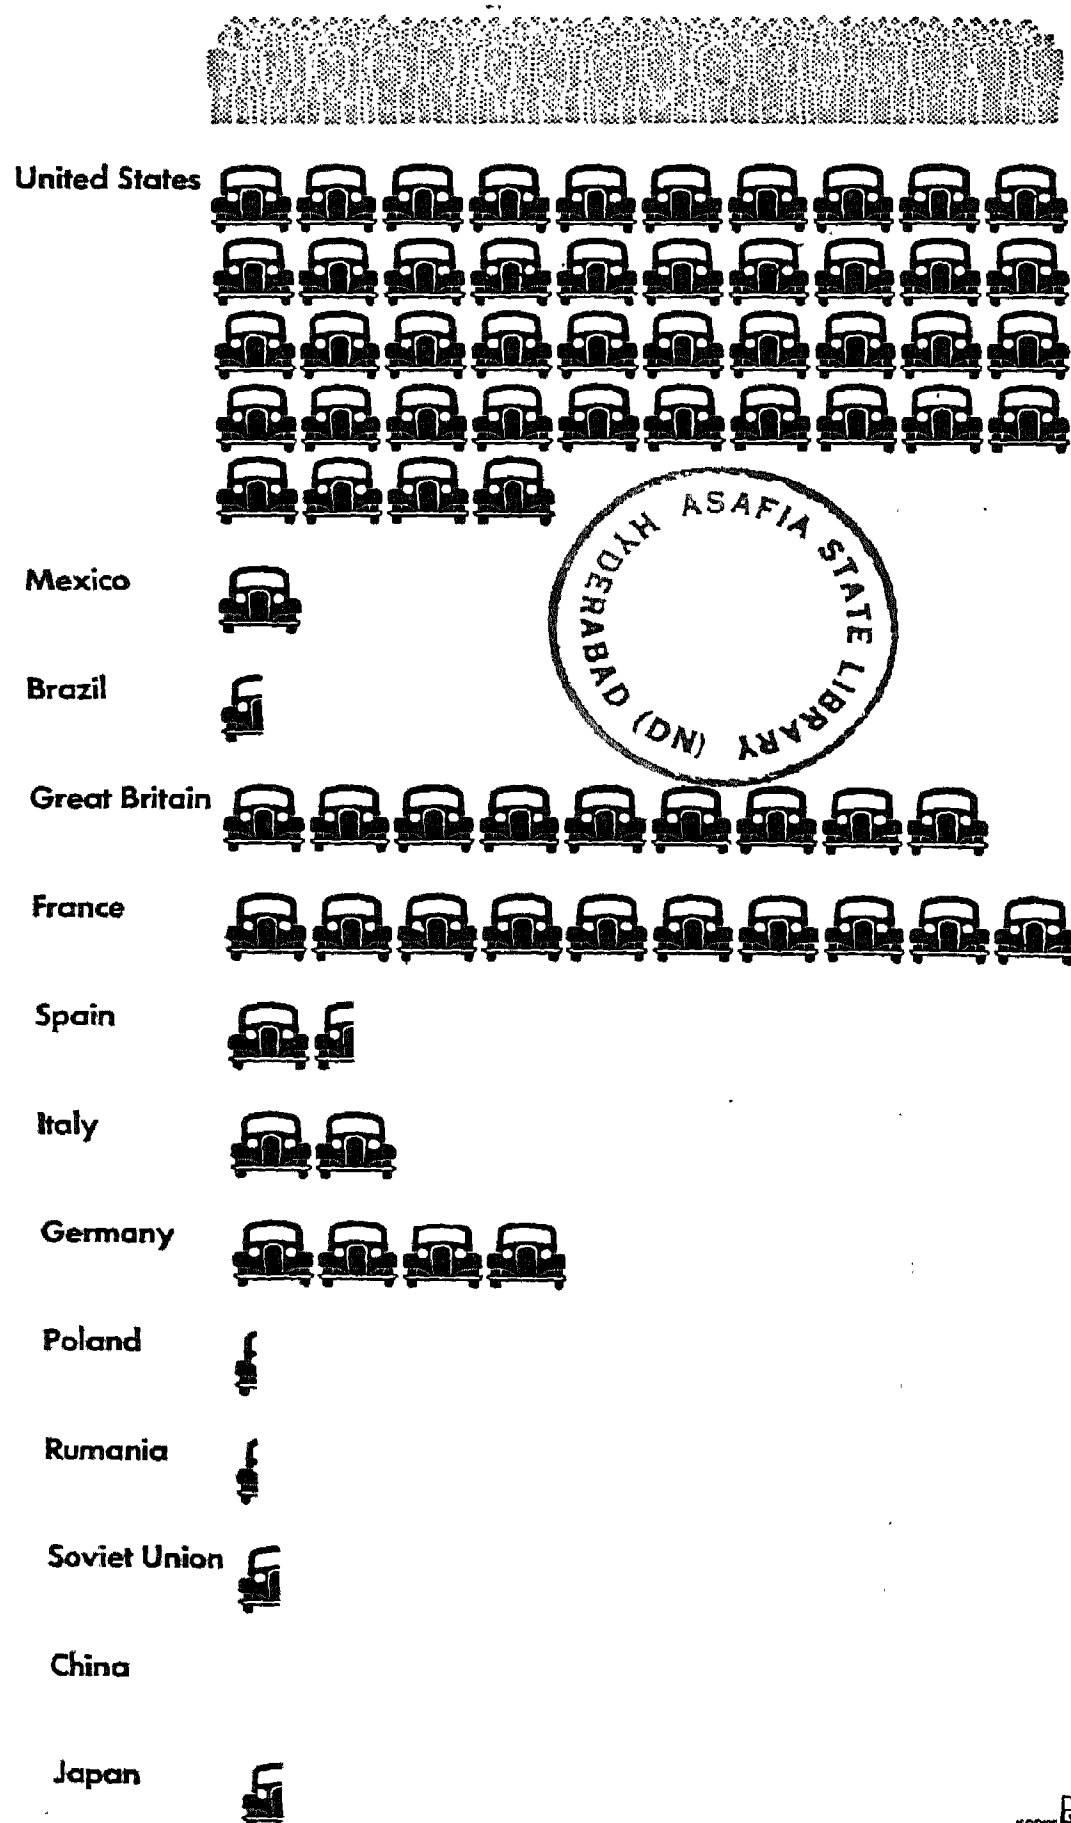 United States
Mexico
Brazil
Great Britain
France
Spain
Italy
Germany
Poland
Rumania
Soviet Union
China
Japan
HYDERABAD (DN)
ASAFIA STATE LIBRARY